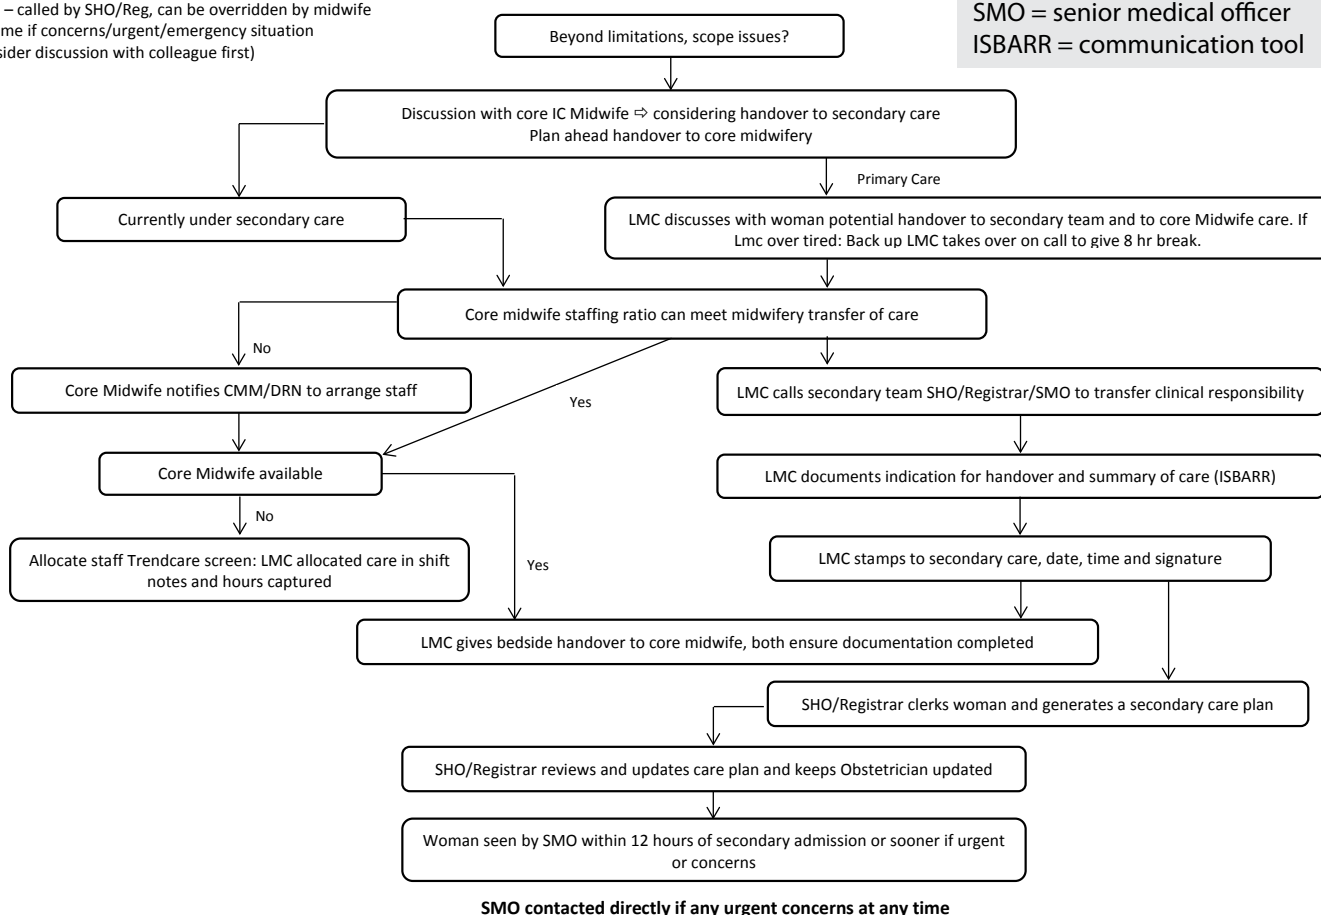 – called by SHO/Reg, can be overridden by midwife
if concerns/urgent/emergency situation
discussion with colleague first)
SMO = senior medical officer
ISBARR = communication tool
Beyond limitations, scope issues?
Discussion with core IC Midwife ⇨ considering handover to secondary care
Plan ahead handover to core midwifery
Primary Care
Currently under secondary care
LMC discusses with woman potential handover to secondary team and to core Midwife care. If
Lmc over tired: Back up LMC takes over on call to give 8 hr break.
Core midwife staffing ratio can meet midwifery transfer of care
No
Core Midwife notifies CMM/DRN to arrange staff
Yes
LMC calls secondary team SHO/Registrar/SMO to transfer clinical responsibility
Core Midwife available
LMC documents indication for handover and summary of care (ISBARR)
No
Allocate staff Trendcare screen: LMC allocated care in shift
notes and hours captured
Yes
LMC stamps to secondary care, date, time and signature
LMC gives bedside handover to core midwife, both ensure documentation completed
SHO/Registrar clerks woman and generates a secondary care plan
SHO/Registrar reviews and updates care plan and keeps Obstetrician updated
Woman seen by SMO within 12 hours of secondary admission or sooner if urgent
or concerns
SMO contacted directly if any urgent concerns at any time